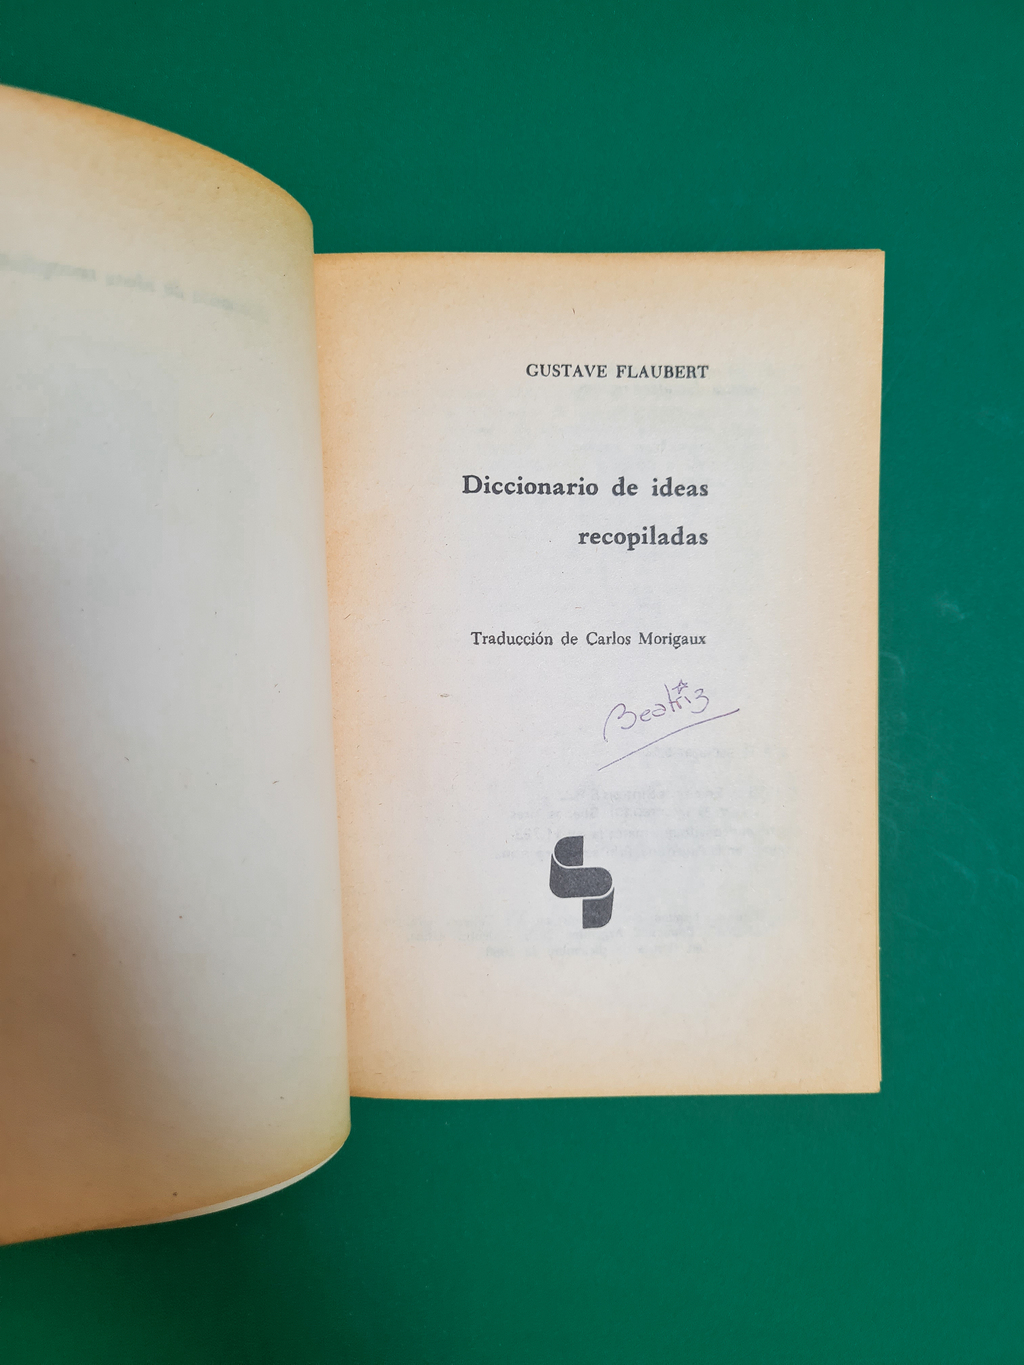 GUSTAVE FLAUBERT
Diccionario de ideas
recopiladas
Traducción de Carlos Morigaux
Beatriz